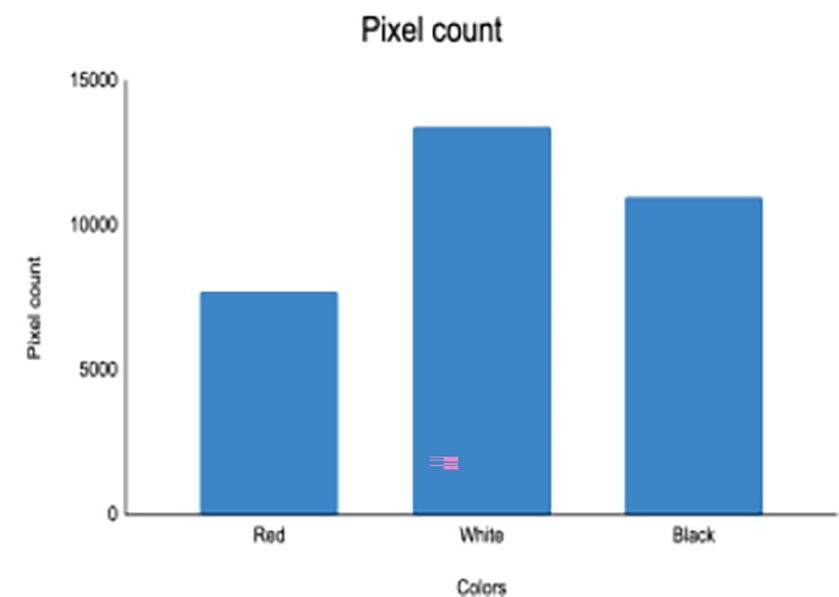 Pixel count
15000
10000
5000
0
Pixel count
Red
White
Black
Colors